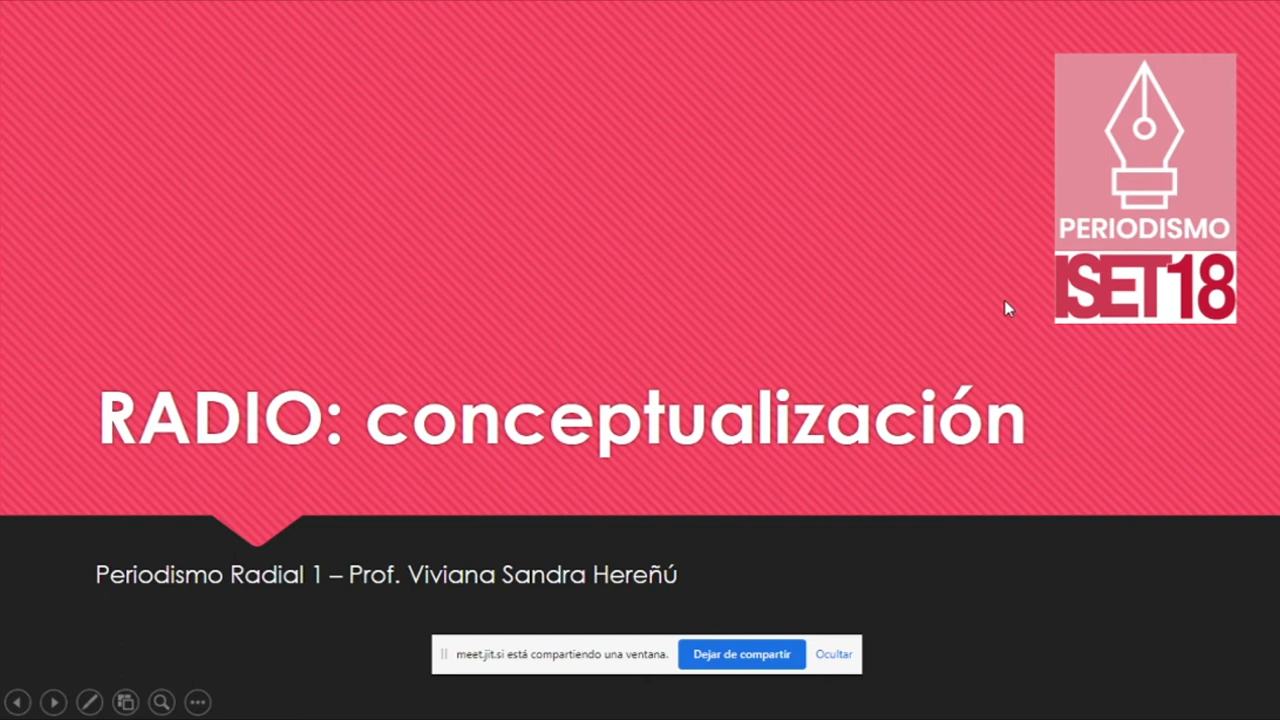 PERIODISMO
ISET18
RADIO: conceptualización
Periodismo Radial 1 – Prof. Viviana Sandra Hereñú
meet.jit.si está compartiendo una ventana. Dejar de compartir Ocultar